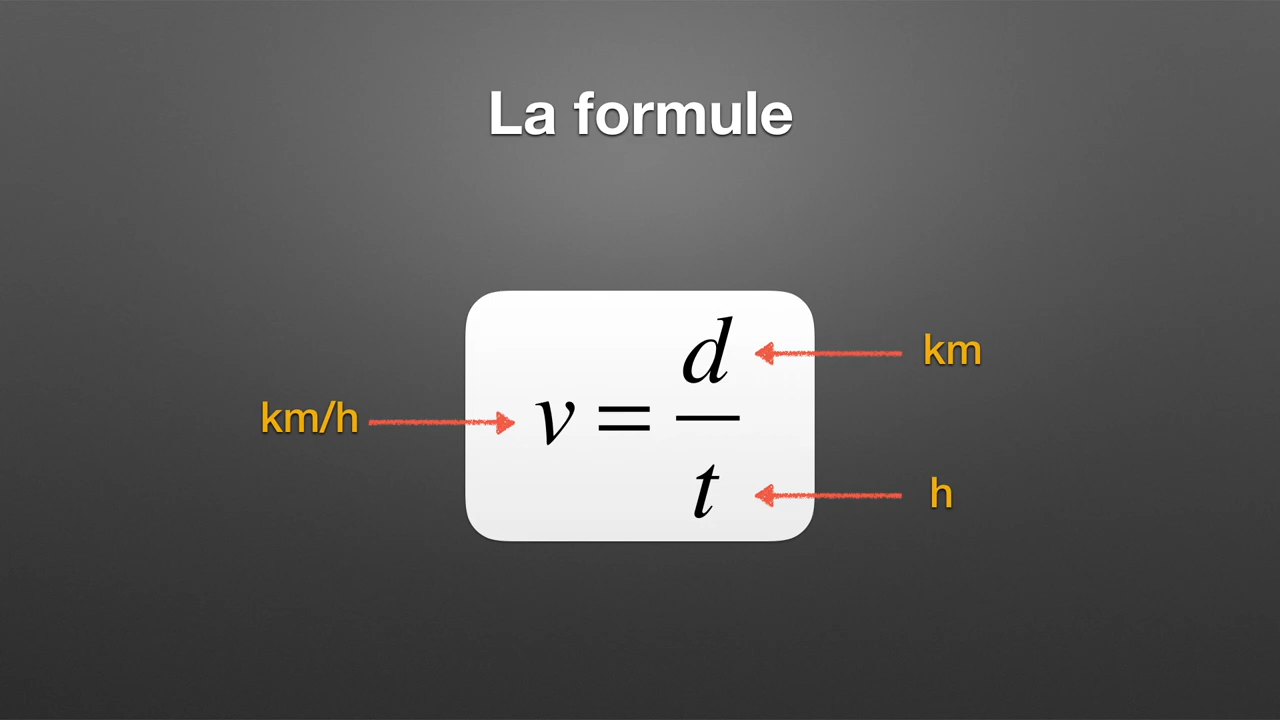 La formule
km/h
v = d/t
km
h